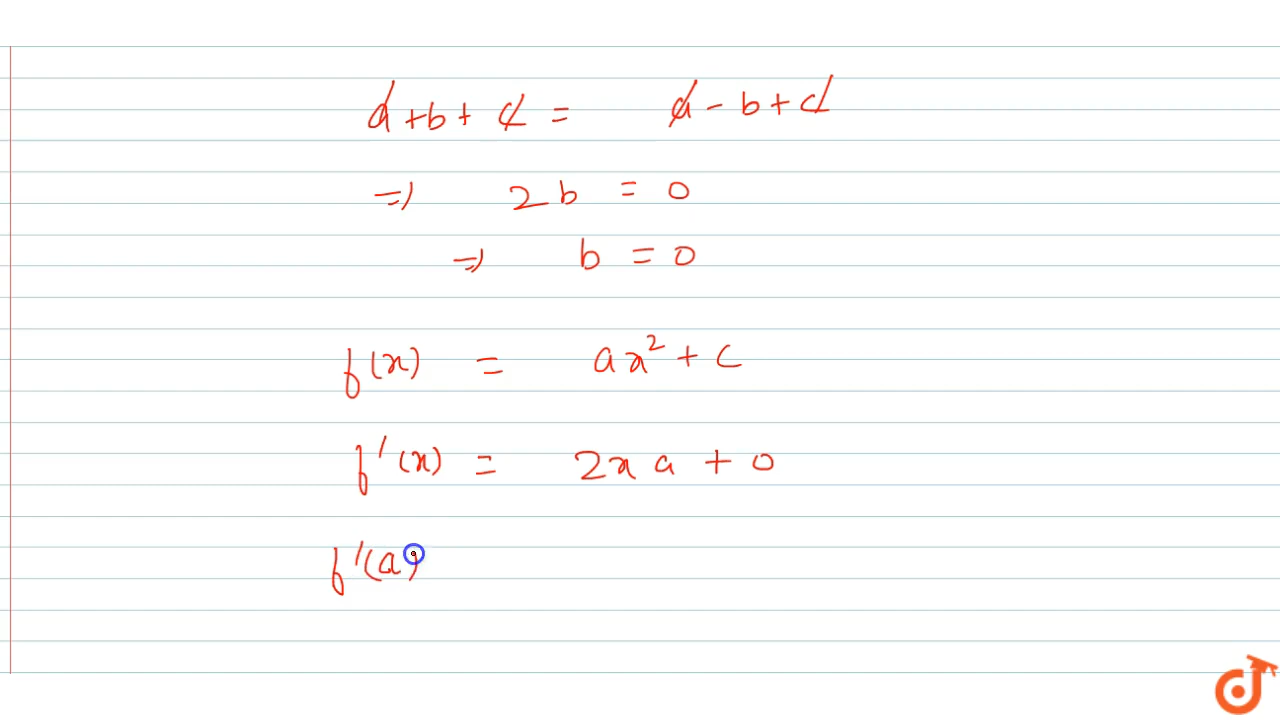 a + b + c = a - b + c
⇒ 2b = 0
⇒ b = 0
f(x) = ax² + c
f'(x) = 2xa + 0
f'(a)